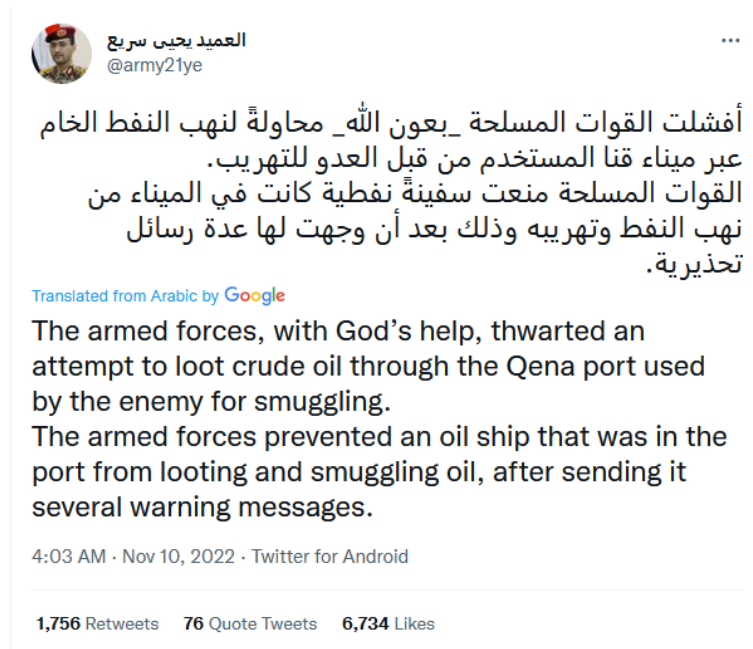 العميد يحيى سريع
@army21ye
أفشلت القوات المسلحة _بعون الله_ محاولةً لنهب النفط الخام
عبر ميناء قنا المستخدم من قبل العدو للتهريب.
القوات المسلحة منعت سفينةً نفطية كانت في الميناء من
نهب النفط وتهريبه وذلك بعد أن وجهت لها عدة رسائل
تحذيرية.
Translated from Arabic by Google
The armed forces, with God’s help, thwarted an
attempt to loot crude oil through the Qena port used
by the enemy for smuggling.
The armed forces prevented an oil ship that was in the
port from looting and smuggling oil, after sending it
several warning messages.
4:03 AM · Nov 10, 2022 · Twitter for Android
1,756 Retweets 76 Quote Tweets 6,734 Likes